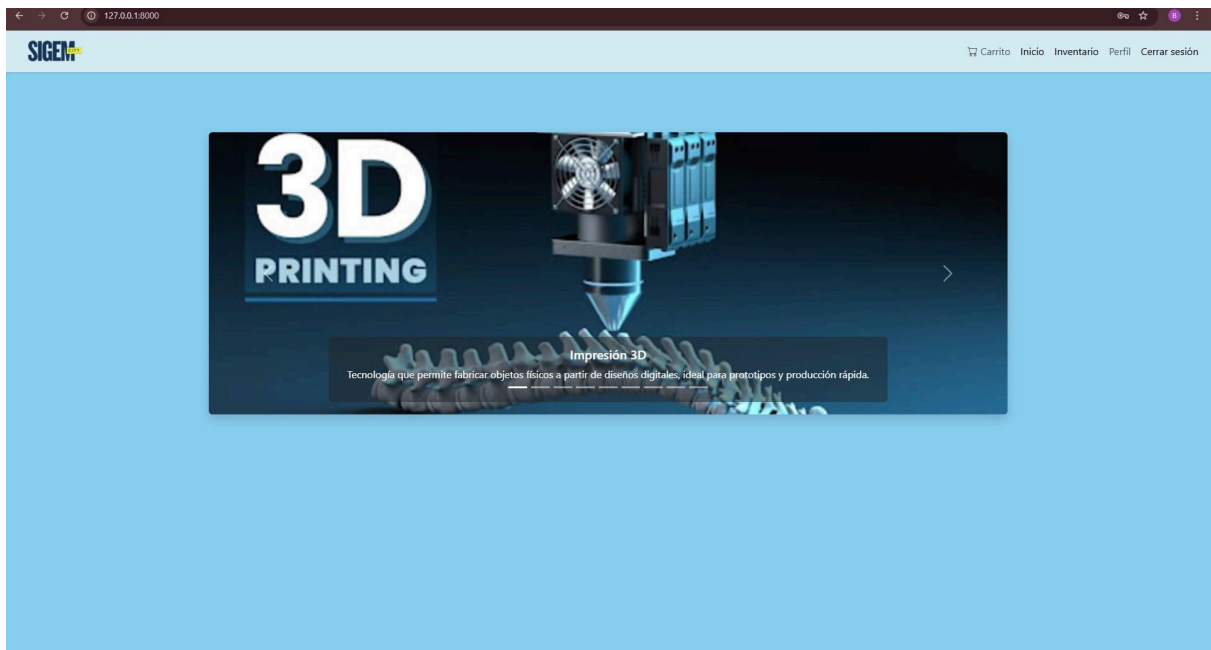 127.0.0.1:8000
B
SIGEM CITY
Carrito Inicio Inventario Perfil Cerrar sesión
3D
PRINTING
Impresión 3D
Tecnología que permite fabricar objetos físicos a partir de diseños digitales, ideal para prototipos y producción rápida.